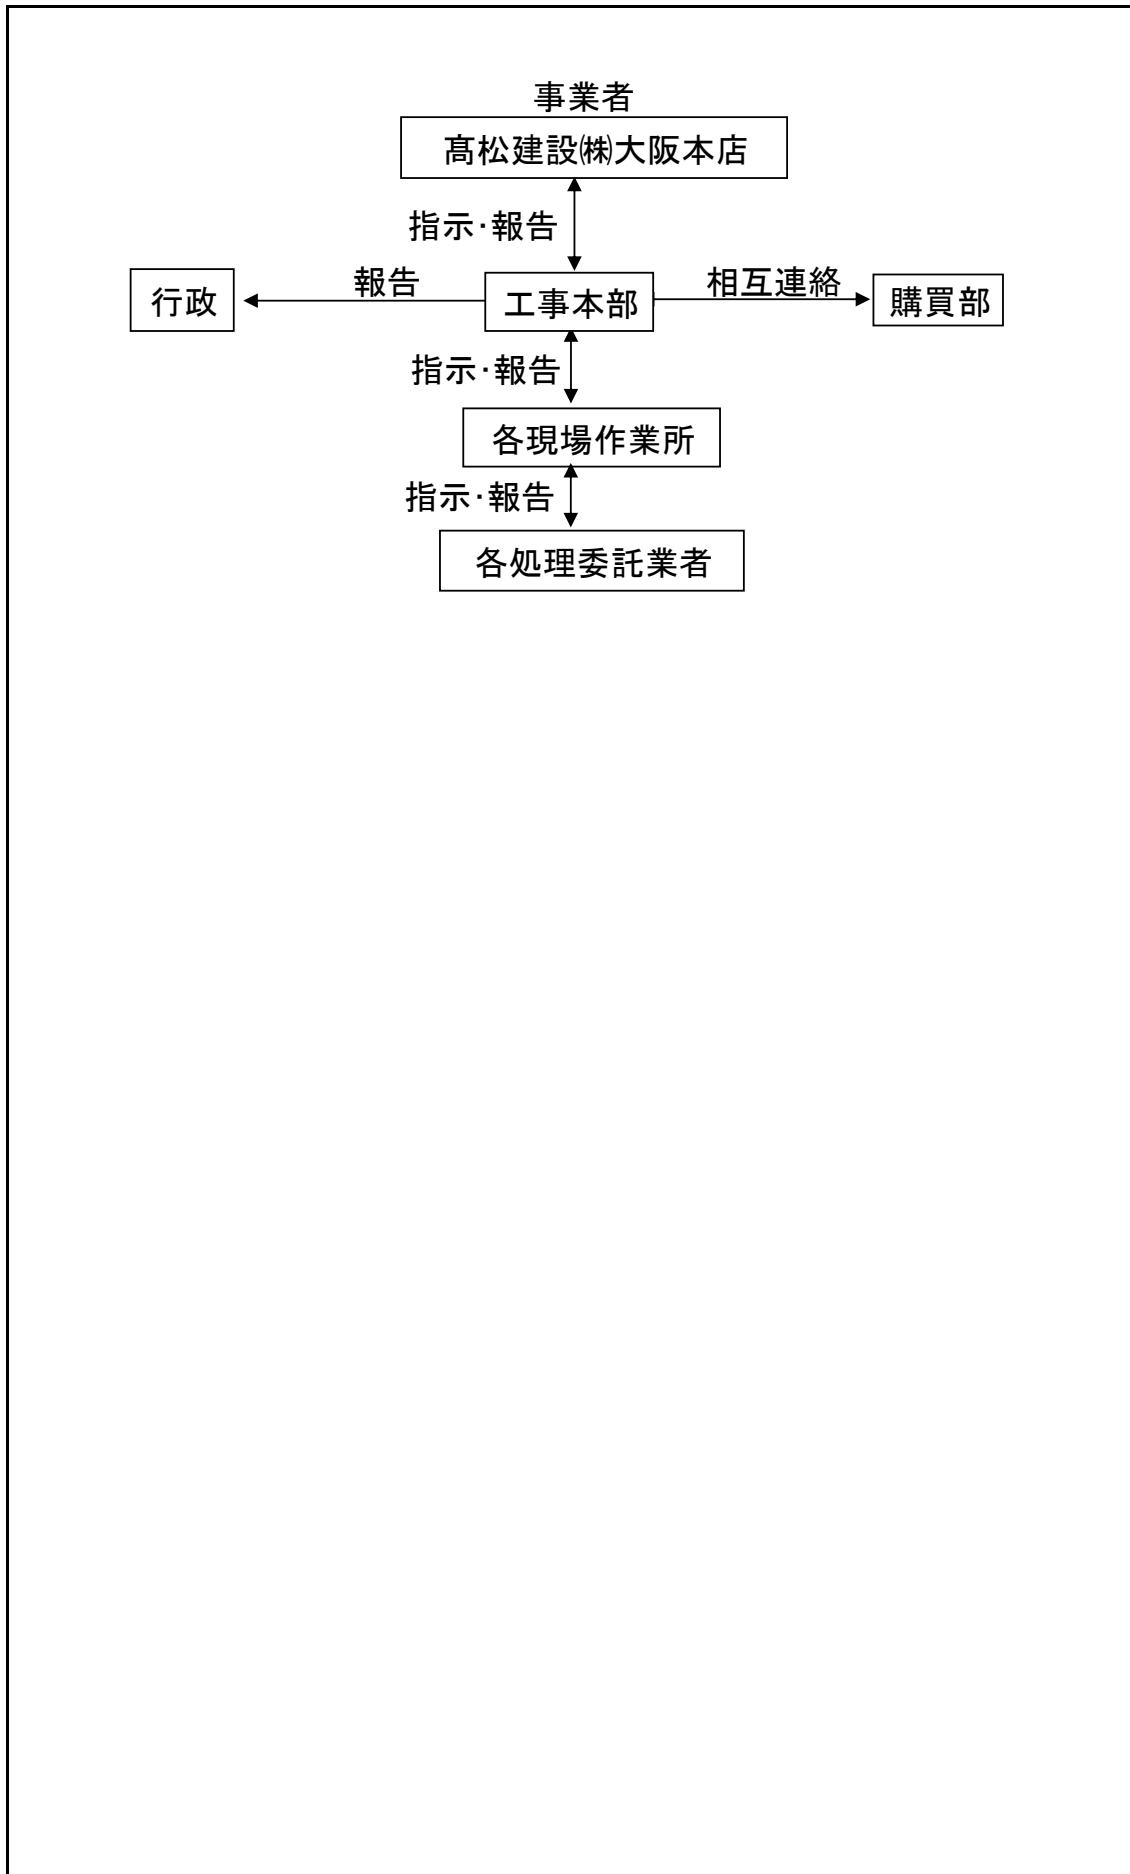 事業者
髙松建設㈱大阪本店
指示・報告
行政
報告
工事本部
相互連絡
購買部
指示・報告
各現場作業所
指示・報告
各処理委託業者